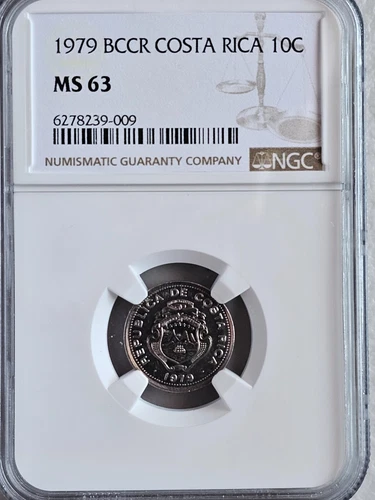 1979 BCCR COSTA RICA 10C
MS 63
6278239-009
NUMISMATIC GUARANTY COMPANY
NGC®
REPUBLICA DE COSTA RICA
1979